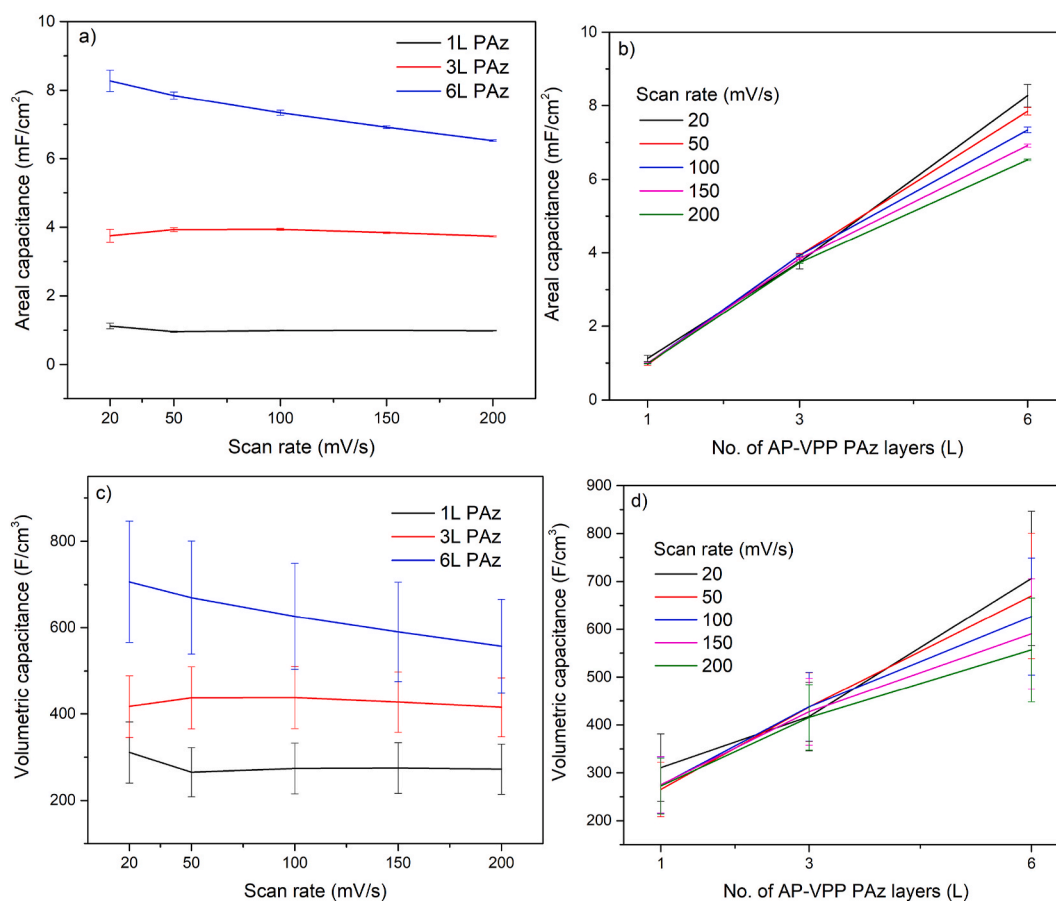 a)
1L PAz
3L PAz
6L PAz
Areal capacitance (mF/cm²)
10
8
6
4
2
0
20
50
100
150
200
Scan rate (mV/s)
b)
Scan rate (mV/s)
20
50
100
150
200
Areal capacitance (mF/cm²)
10
8
6
4
2
0
1
3
6
No. of AP-VPP PAz layers (L)
c)
1L PAz
3L PAz
6L PAz
Volumetric capacitance (F/cm³)
800
600
400
200
20
50
100
150
200
Scan rate (mV/s)
d)
Scan rate (mV/s)
20
50
100
150
200
Volumetric capacitance (F/cm³)
900
800
700
600
500
400
300
200
1
3
6
No. of AP-VPP PAz layers (L)